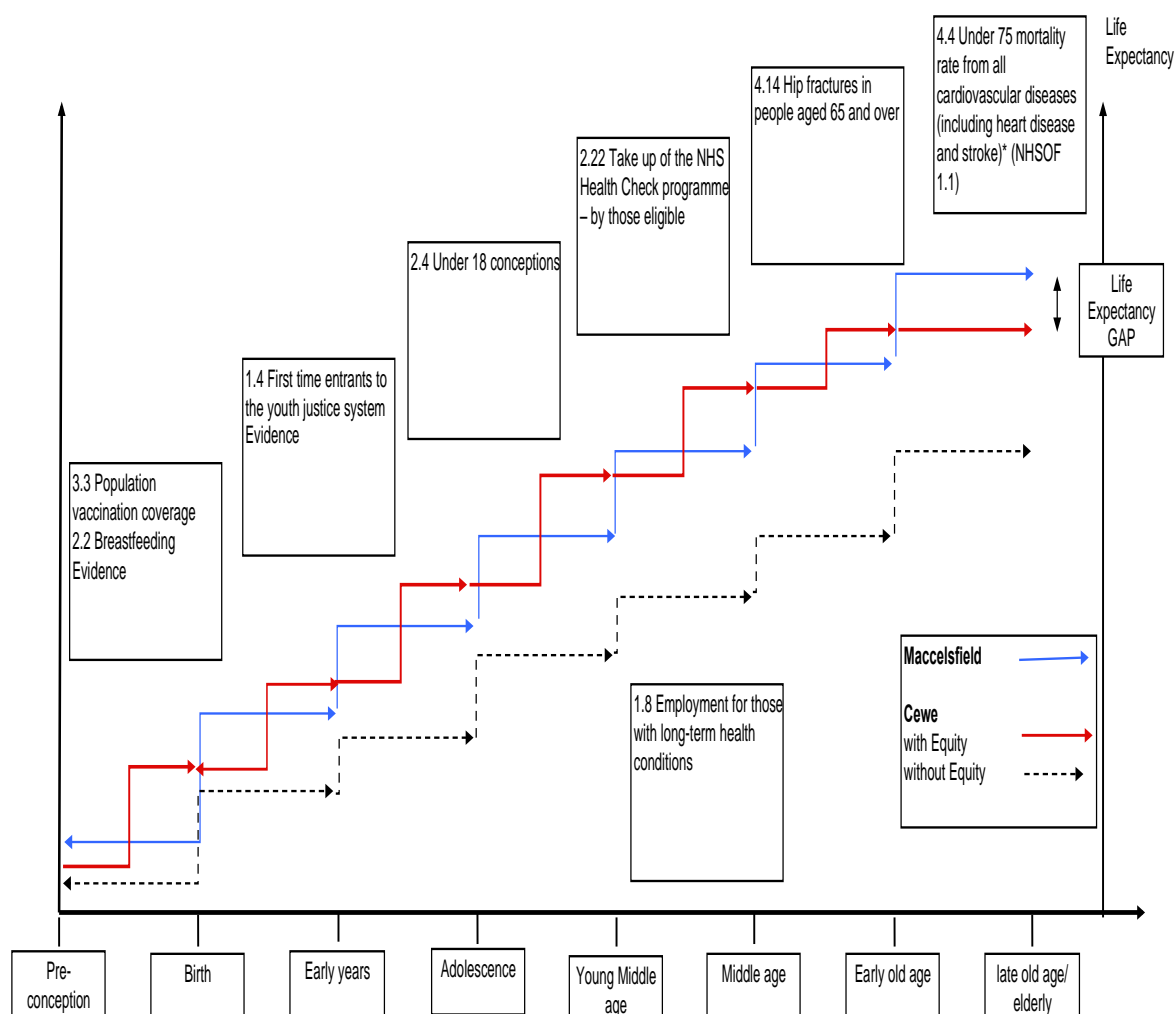 Life
Expectancy
4.4 Under 75 mortality
rate from all
cardiovascular diseases
(including heart disease
and stroke)* (NHSOF
1.1)
4.14 Hip fractures in
people aged 65 and over
2.22 Take up of the NHS
Health Check programme
– by those eligible
2.4 Under 18 conceptions
Life
Expectancy
GAP
1.4 First time entrants to
the youth justice system
Evidence
3.3 Population
vaccination coverage
2.2 Breastfeeding
Evidence
1.8 Employment for those
with long-term health
conditions
Maccelsfield
Cewe
with Equity
without Equity
Pre-
conception
Birth
Early years
Adolescence
Young Middle
age
Middle age
Early old age
late old age/
elderly